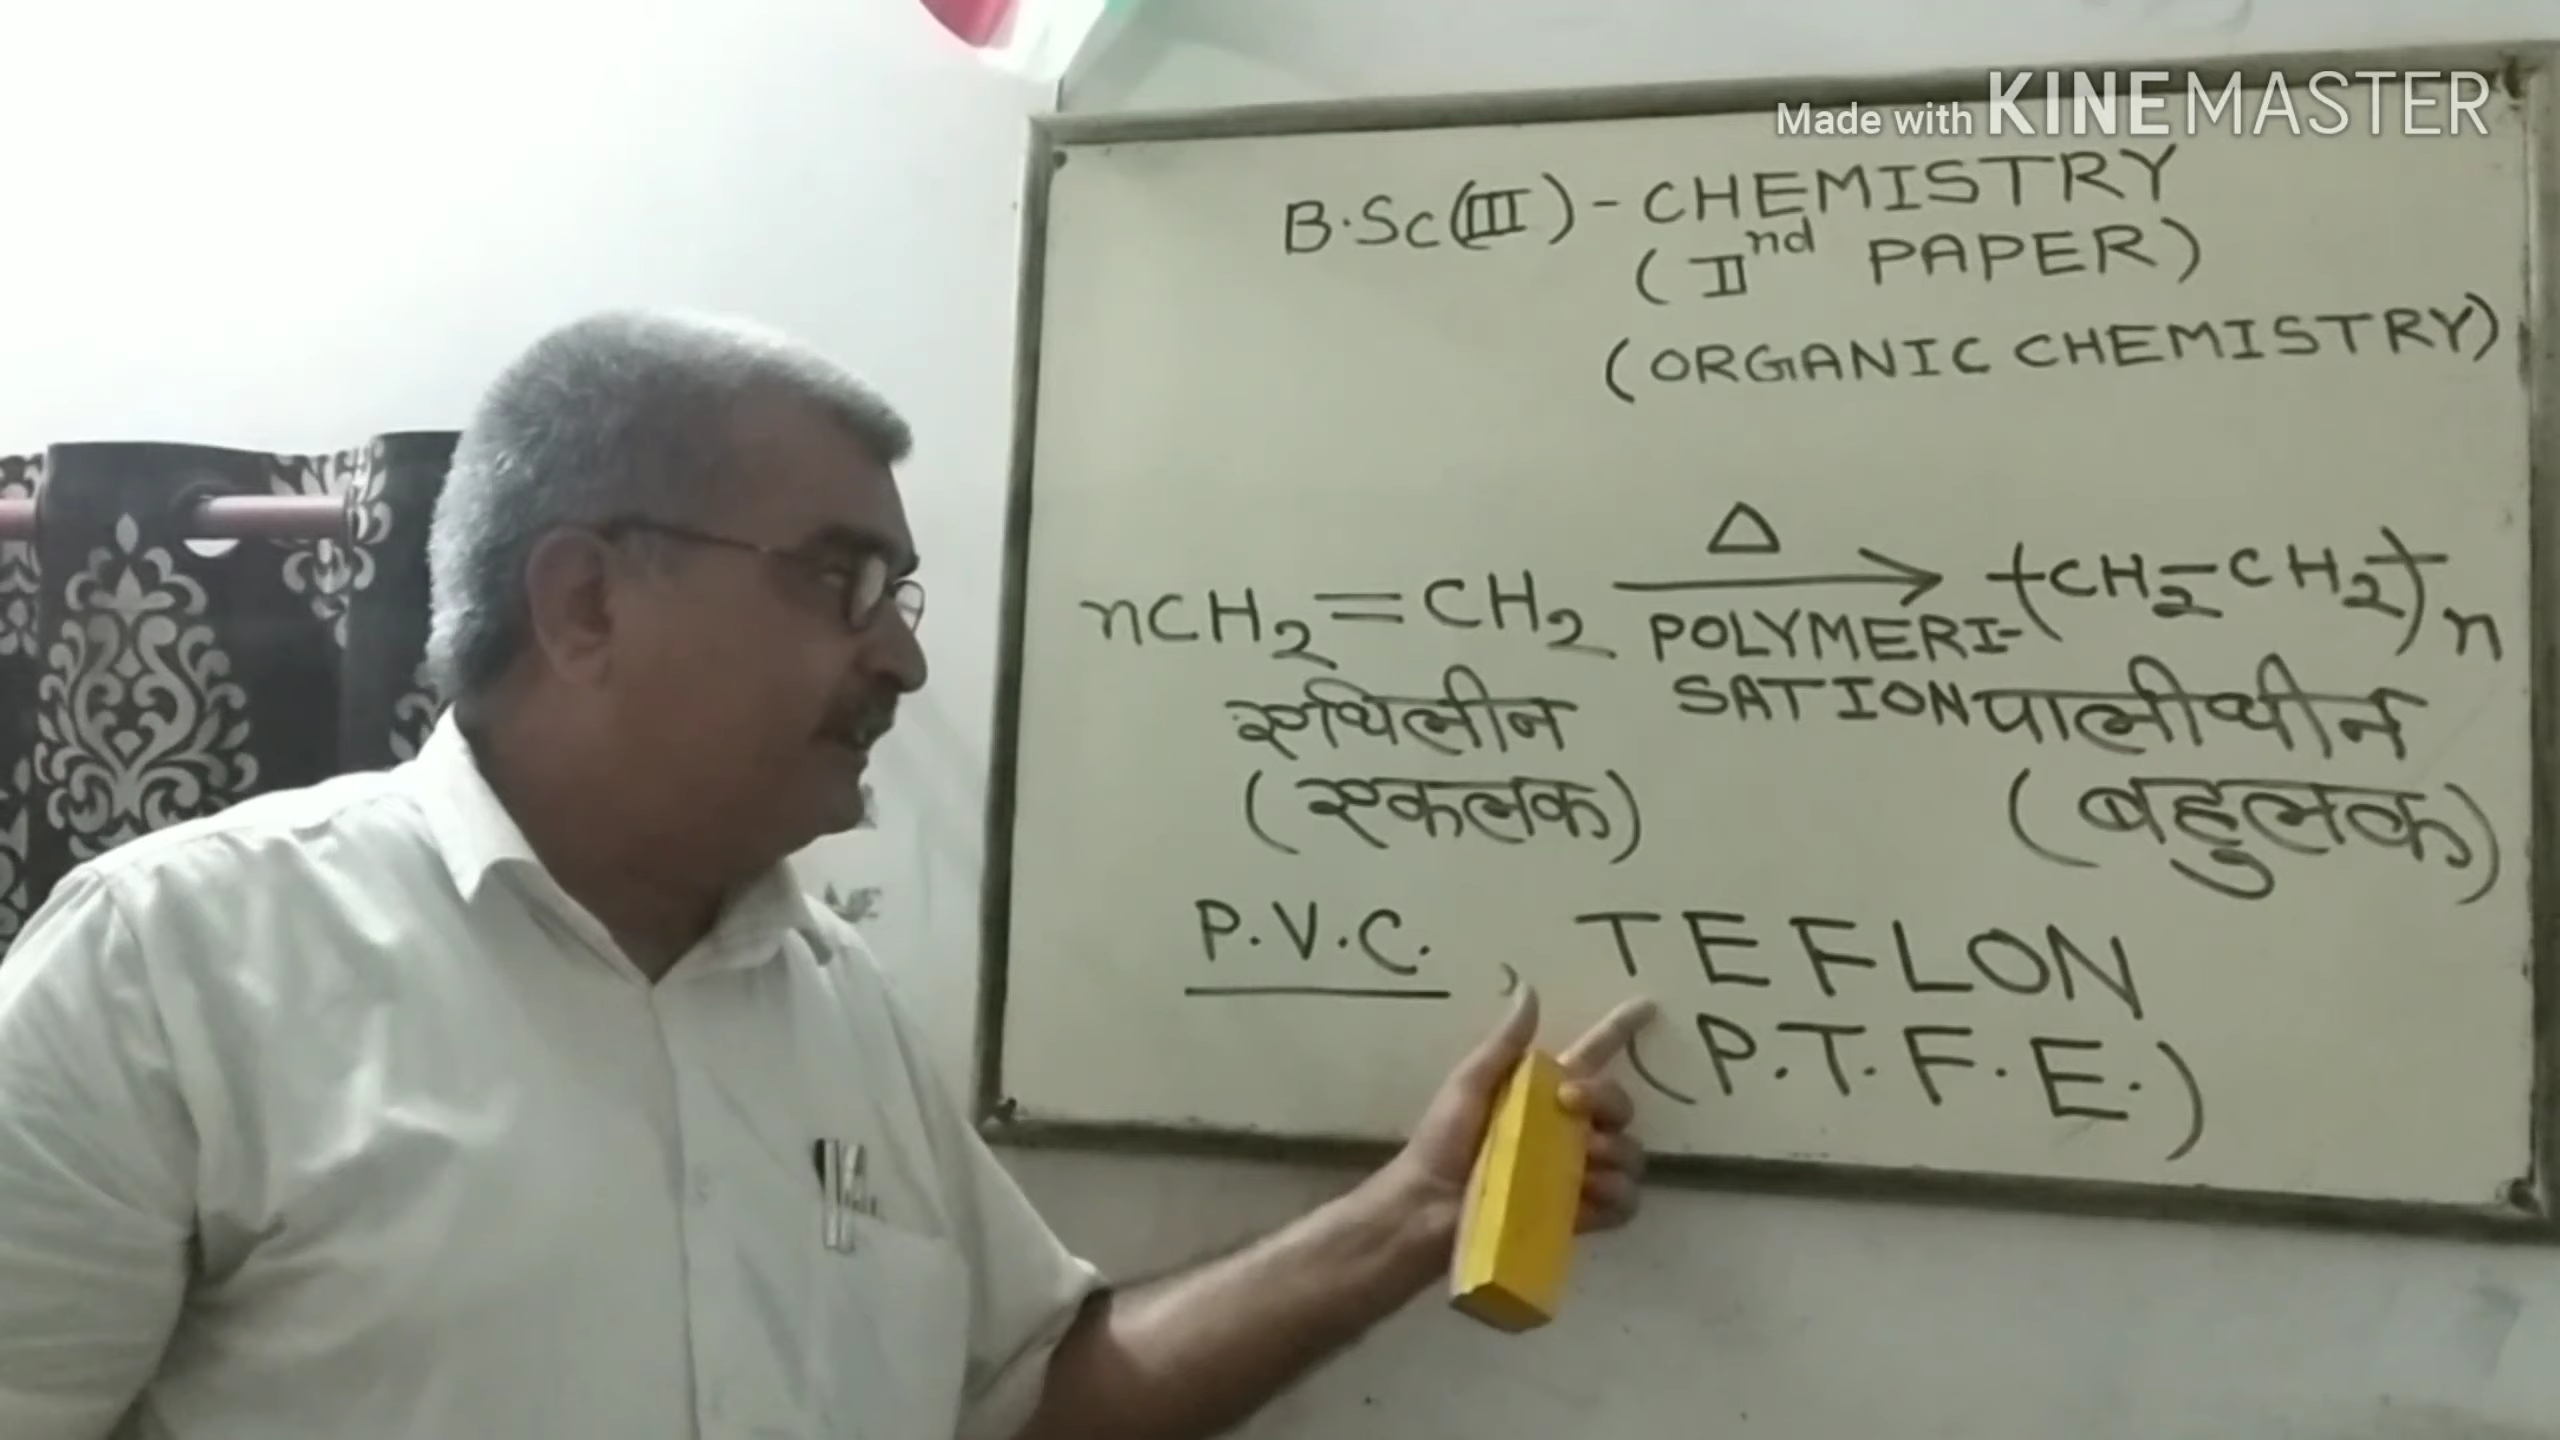 Made with KINEMASTER
B.Sc(III) - CHEMISTRY
(IInd PAPER)
(ORGANIC CHEMISTRY)
nCH2=CH2 Δ → (CH2-CH2)n
POLYMERI-
SATION
एथिलीन पालीथीन
(एकलक) (बहुलक)
P.V.C. , TEFLON
(P.T.F.E.)